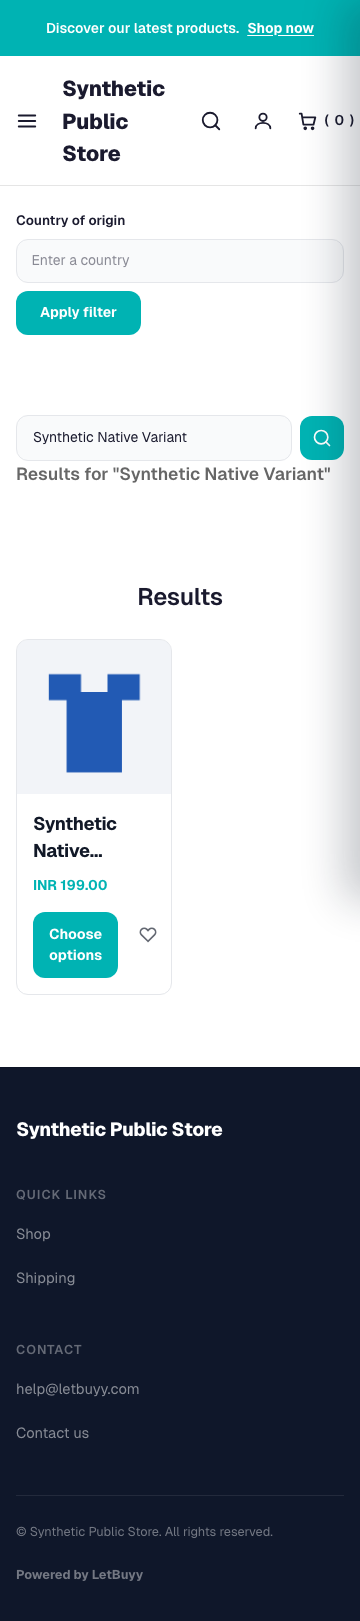 Discover our latest products. Shop now
Synthetic
Public
Store
( 0 )
Country of origin
Enter a country
Apply filter
Synthetic Native Variant
Results for "Synthetic Native Variant"
Results
Synthetic
Native...
INR 199.00
Choose
options
Synthetic Public Store
QUICK LINKS
Shop
Shipping
CONTACT
help@letbuyy.com
Contact us
© Synthetic Public Store. All rights reserved.
Powered by LetBuyy